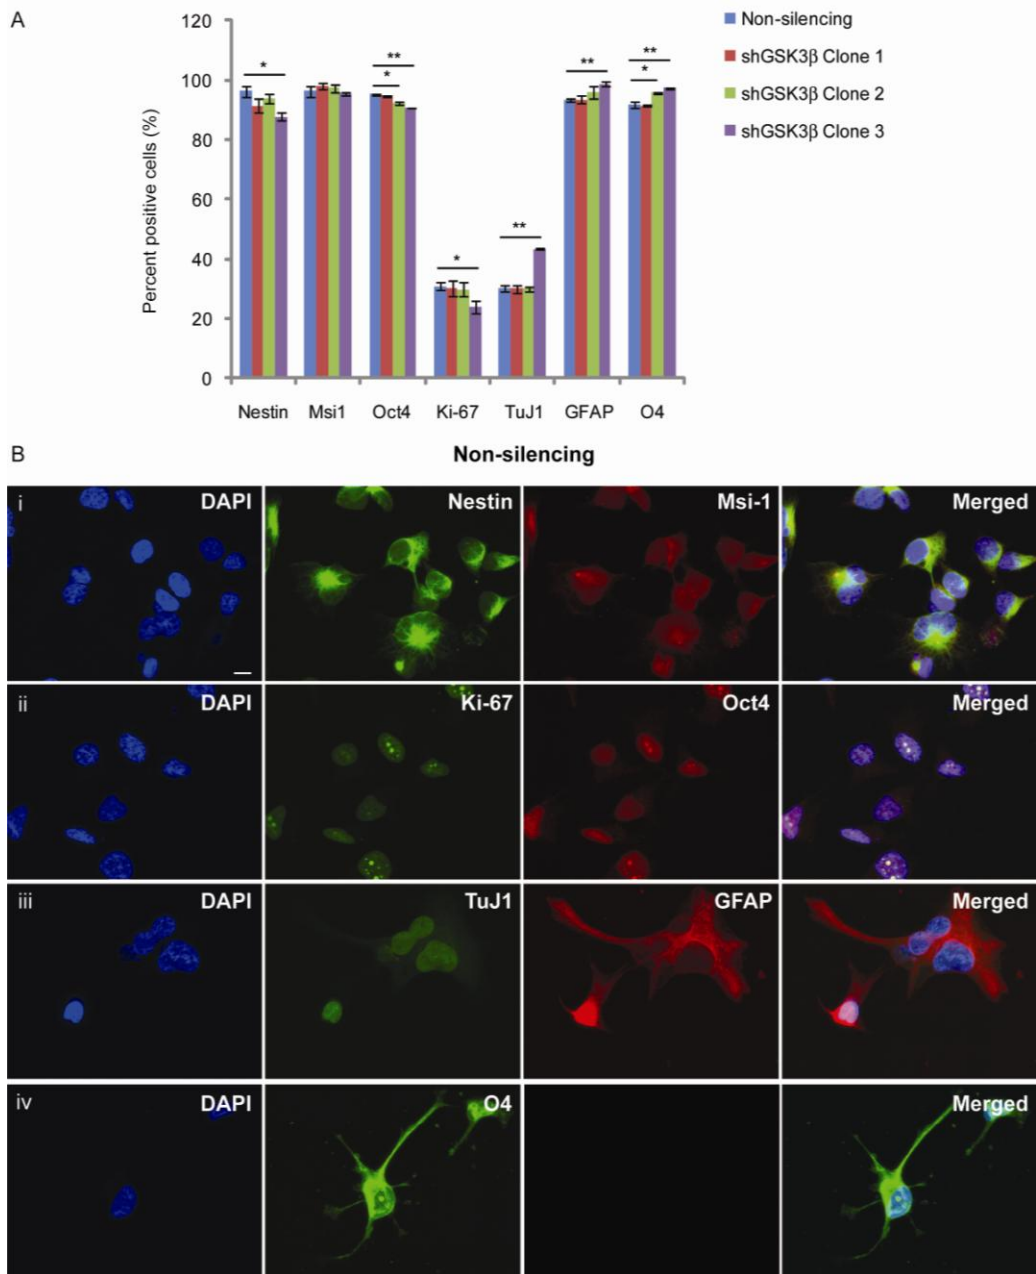 A
Percent positive cells (%)
120
100
80
60
40
20
0
*
**
*
*
**
**
**
*
Nestin Msi1 Oct4 Ki-67 TuJ1 GFAP O4
Non-silencing
shGSK3β Clone 1
shGSK3β Clone 2
shGSK3β Clone 3
B
Non-silencing
i DAPI Nestin Msi-1 Merged
ii DAPI Ki-67 Oct4 Merged
iii DAPI TuJ1 GFAP Merged
iv DAPI O4 Merged